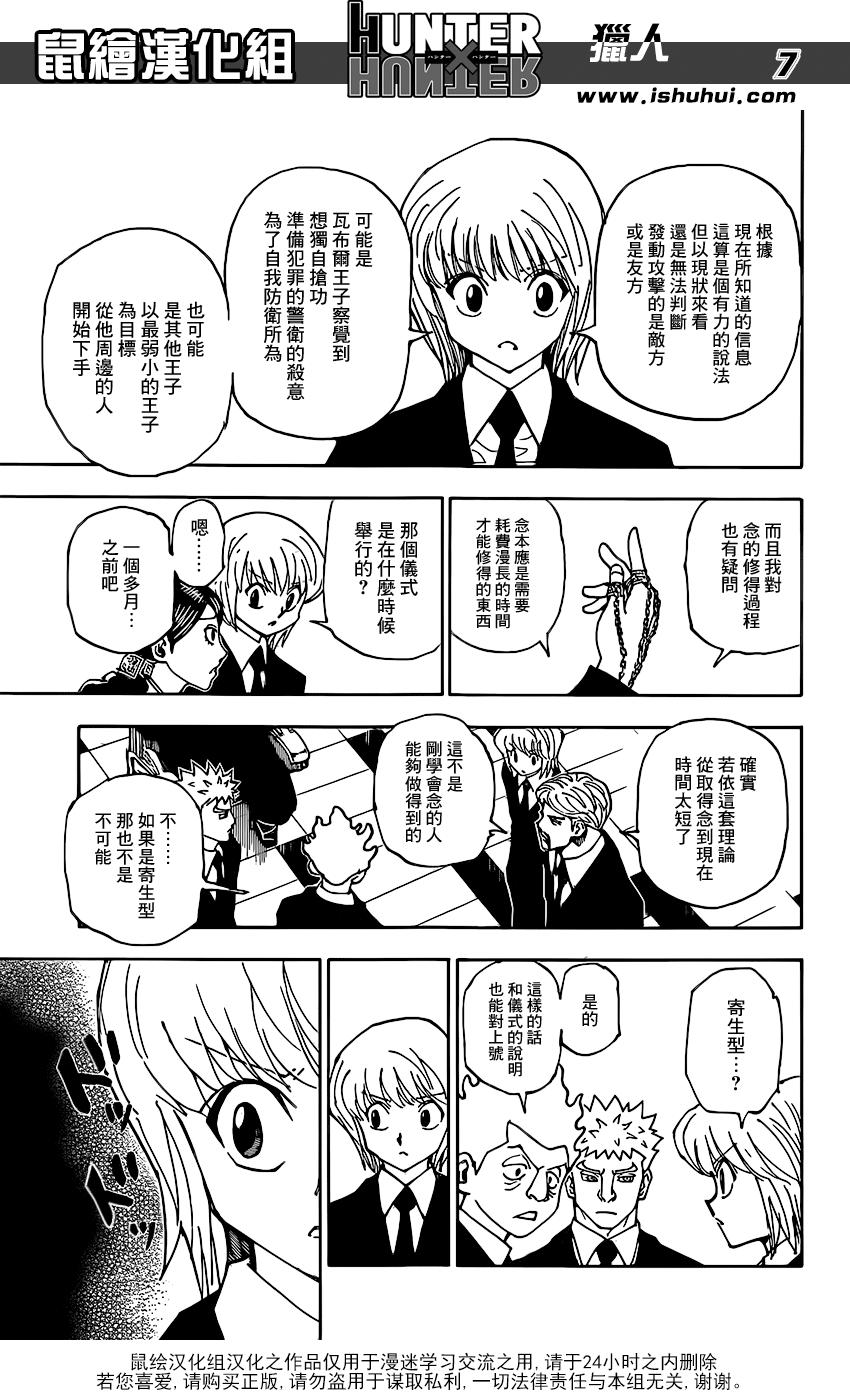 鼠繪漢化組
HUNTER
×
HUNTER
ハンター
ハンター
獵人
7
www.ishuhui.com
根據
現在所知道的信息
這算是個有力的說法
但以現狀來看
還是無法判斷
發動攻擊的是敵方
或是友方
可能是
瓦布爾王子察覺到
想獨自搶功
準備犯罪的警衛的殺意
為了自我防衛所為
也可能
是其他王子
以最弱小的王子
為目標
從他周邊的人
開始下手
而且我對
念的修得過程
也有疑問
念本應是需要
耗費漫長的時間
才能修得的東西
那個儀式
是在什麼時候
舉行的?
嗯……
一個多月…
之前吧
確實
若依這套理論
從取得念到現在
時間太短了
這不是
剛學會念的人
能夠做得到的
不……
如果是寄生型
那也不是
不可能
寄生型…?
是的
這樣的話
和儀式的說明
也能對上號
ドドドッ
鼠绘汉化组汉化之作品仅用于漫迷学习交流之用, 请于24小时之内删除
若您喜爱, 请购买正版, 请勿盗用于谋取私利, 一切法律责任与本组无关, 谢谢。